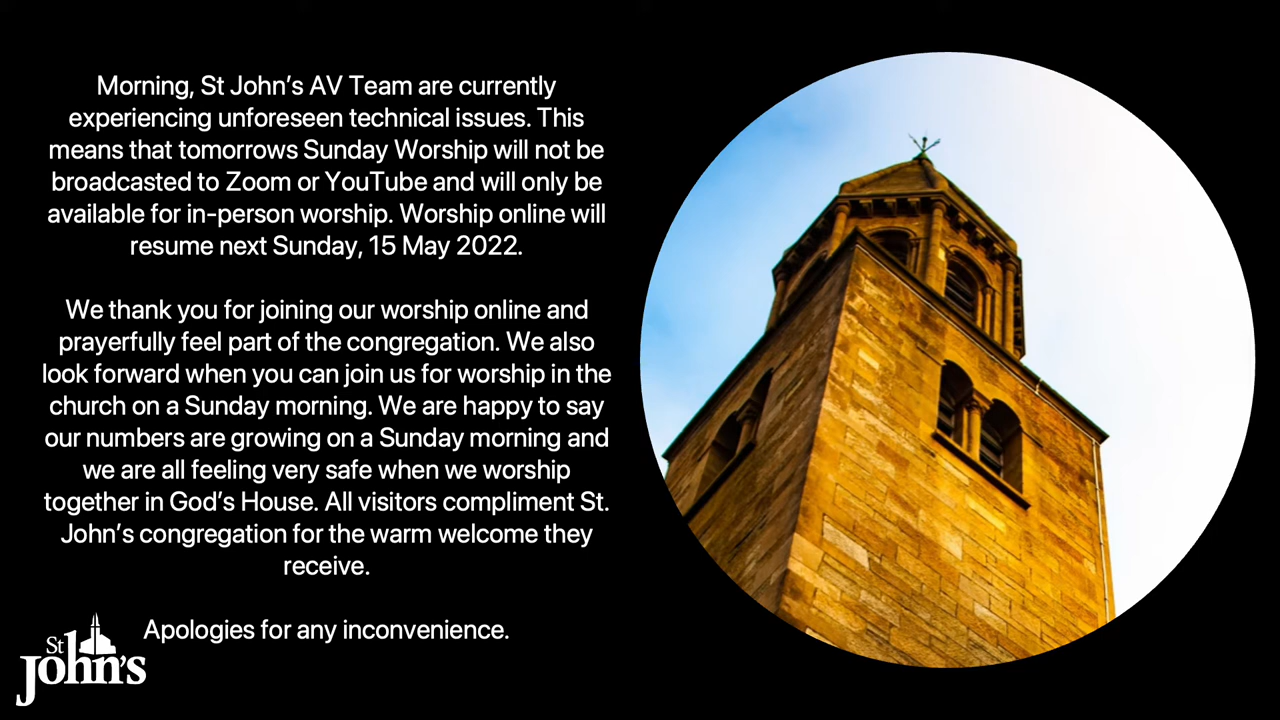 Morning, St John’s AV Team are currently
experiencing unforeseen technical issues. This
means that tomorrows Sunday Worship will not be
broadcasted to Zoom or YouTube and will only be
available for in-person worship. Worship online will
resume next Sunday, 15 May 2022.
We thank you for joining our worship online and
prayerfully feel part of the congregation. We also
look forward when you can join us for worship in the
church on a Sunday morning. We are happy to say
our numbers are growing on a Sunday morning and
we are all feeling very safe when we worship
together in God’s House. All visitors compliment St.
John’s congregation for the warm welcome they
receive.
Apologies for any inconvenience.
St
John’s